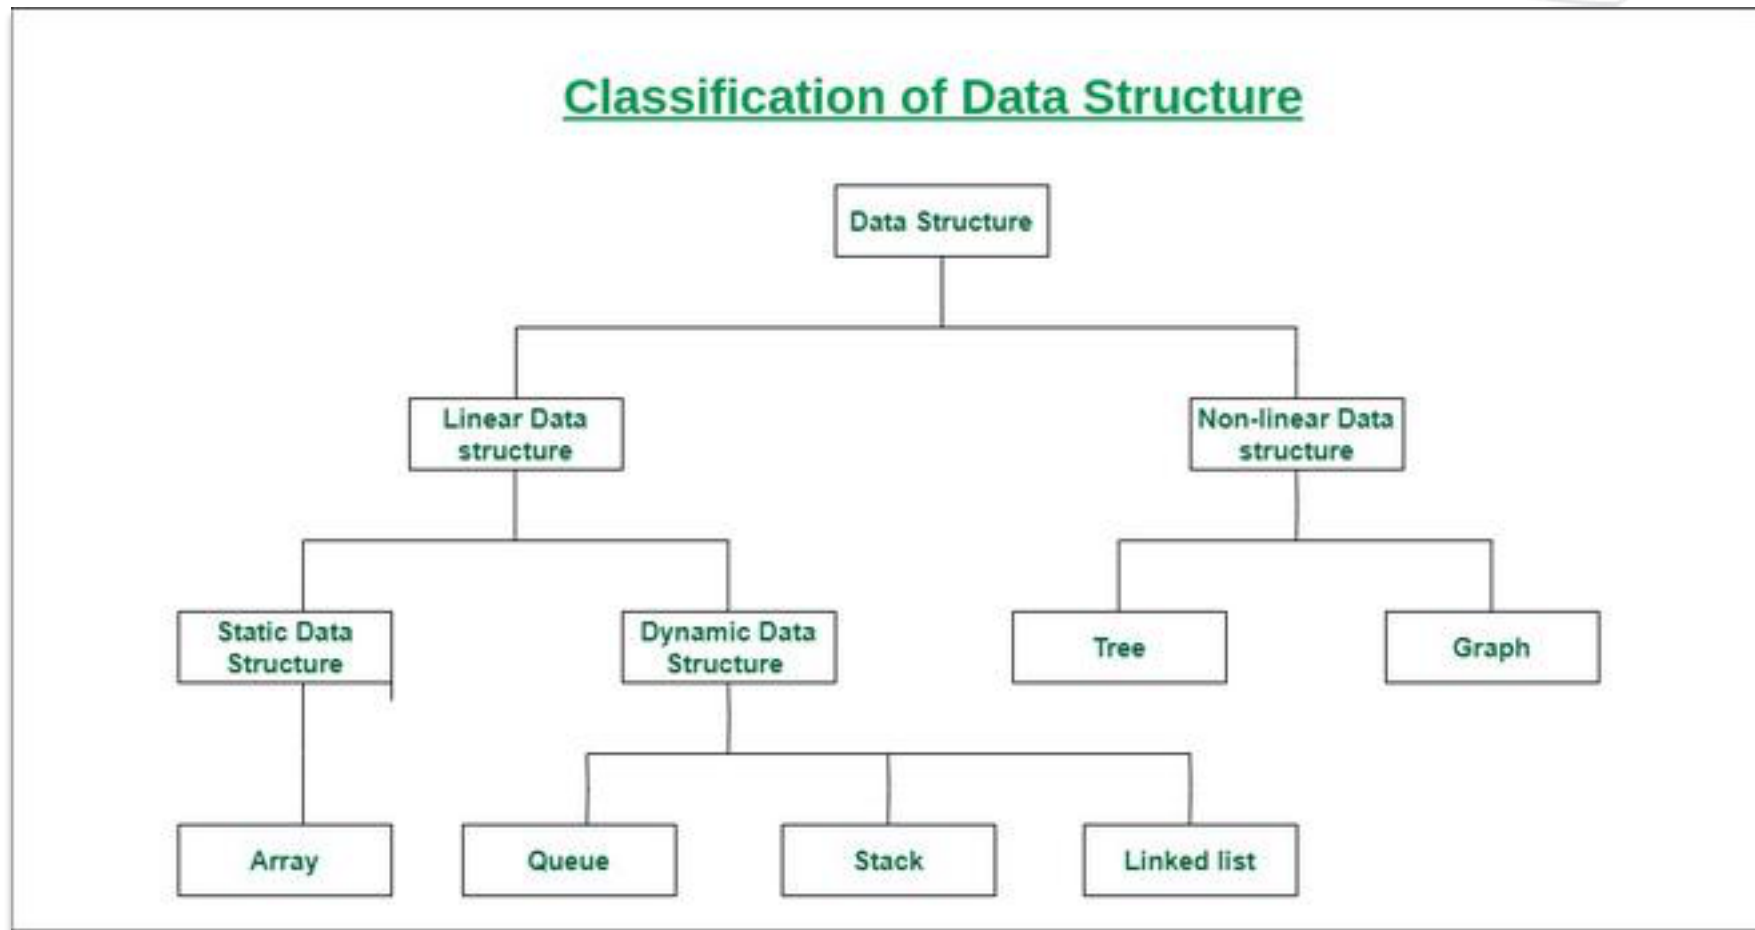 Classification of Data Structure
Data Structure
Linear Data
structure
Non-linear Data
structure
Static Data
Structure
Dynamic Data
Structure
Tree
Graph
Array
Queue
Stack
Linked list